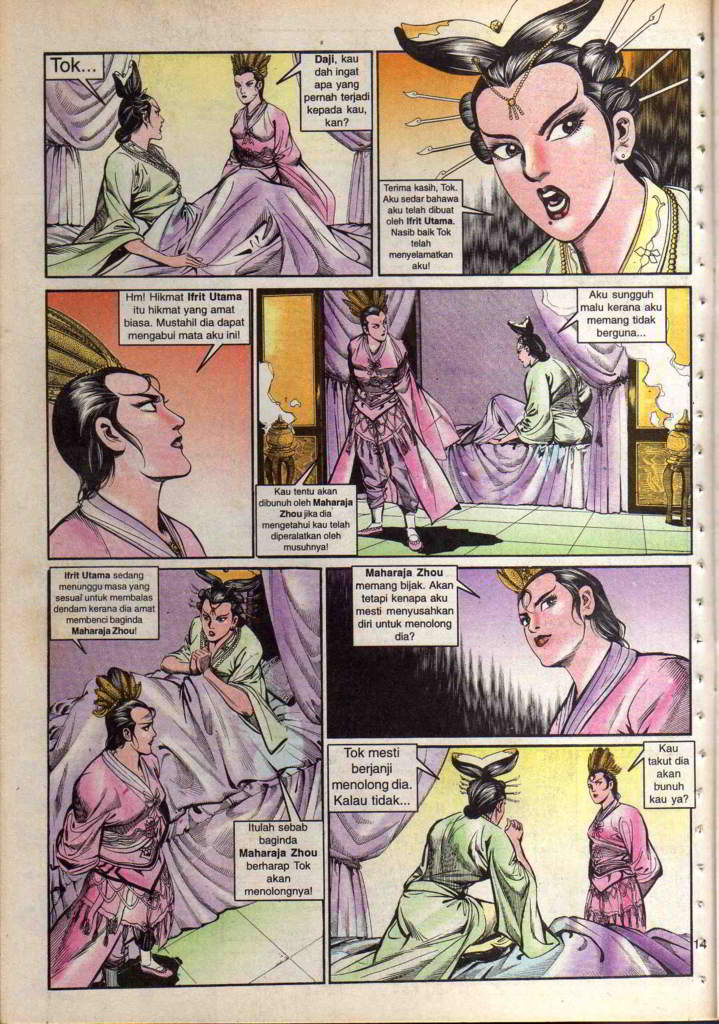 Tok...
Daji, kau
dah ingat
apa yang
pernah terjadi
kepada kau,
kan?
Terima kasih, Tok.
Aku sedar bahawa
aku telah dibuat
oleh Ifrit Utama.
Nasib baik Tok
telah
menyelamatkan
aku!
Hm! Hikmat Ifrit Utama
itu hikmat yang amat
biasa. Mustahil dia dapat
mengabui mata aku ini!
Aku sungguh
malu kerana aku
memang tidak
berguna...
Kau tentu akan
dibunuh oleh Maharaja
Zhou jika dia
mengetahui kau telah
diperalatkan oleh
musuhnya!
Ifrit Utama sedang
menunggu masa yang
sesuai untuk membalas
dendam kerana dia amat
membenci baginda
Maharaja Zhou!
Itulah sebab
baginda
Maharaja Zhou
berharap Tok
akan
menolongnya!
Maharaja Zhou
memang bijak. Akan
tetapi kenapa aku
mesti menyusahkan
diri untuk menolong
dia?
Tok mesti
berjanji
menolong dia.
Kalau tidak...
Kau
takut dia
akan
bunuh
kau ya?
14